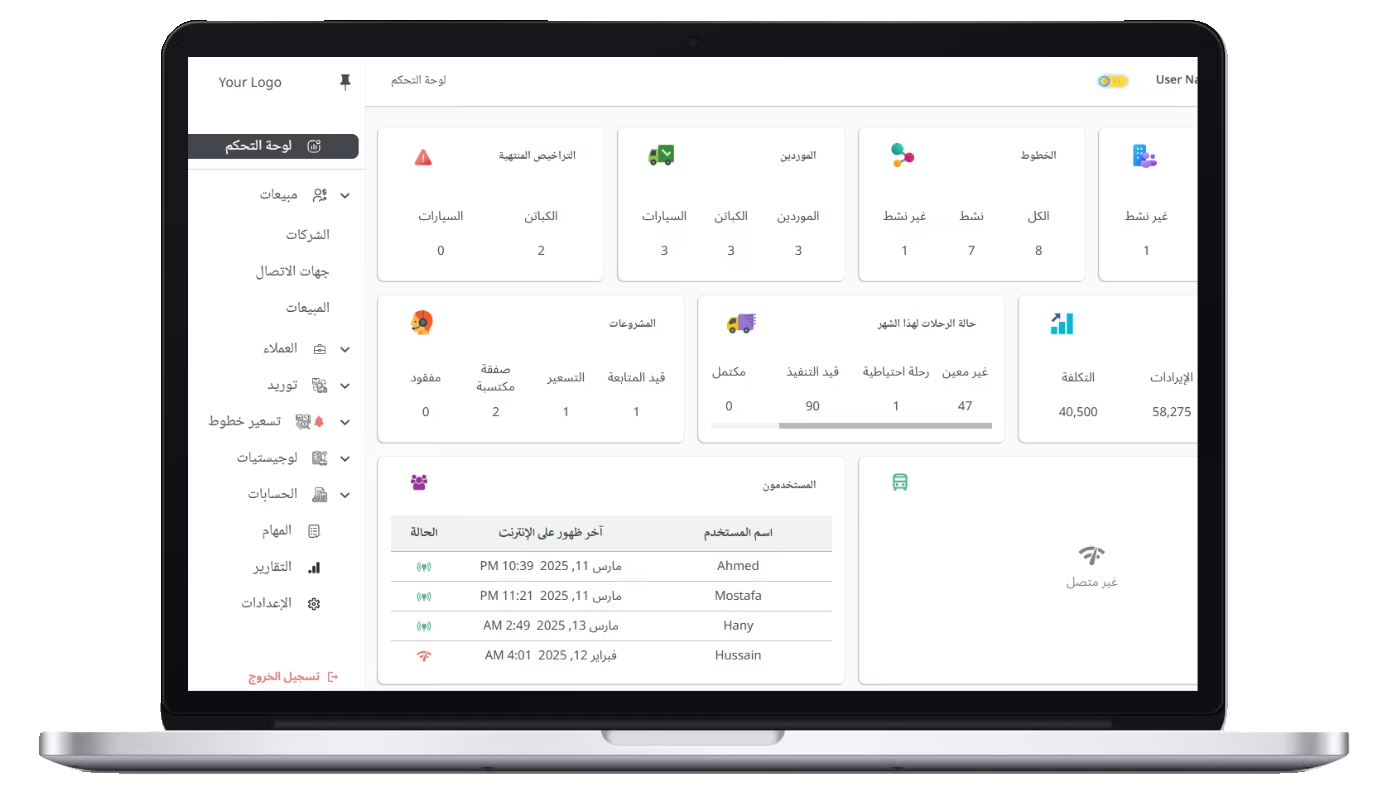 Your Logo
لوحة التحكم
مبيعات
الشركات
جهات الاتصال
المبيعات
العملاء
توريد
تسعير خطوط
لوجيستيات
الحسابات
المهام
التقارير
الإعدادات
تسجيل الخروج
لوحة التحكم
User Na
غير نشط
1
الخطوط
الكل نشط غير نشط
8 7 1
الموردين
الموردين الكباتن السيارات
3 3 3
التراخيص المنتهية
الكباتن السيارات
2 0
الإيرادات التكلفة
58,275 40,500
حالة الرحلات لهذا الشهر
غير معين رحلة احتياطية قيد التنفيذ مكتمل
47 1 90 0
المشروعات
قيد المتابعة التسعير صفقة مكتسبة مفقود
1 1 2 0
غير متصل
المستخدمون
اسم المستخدم آخر ظهور على الإنترنت الحالة
Ahmed مارس 11, 2025 10:39 PM
Mostafa مارس 11, 2025 11:21 PM
Hany مارس 13, 2025 2:49 AM
Hussain فبراير 12, 2025 4:01 AM